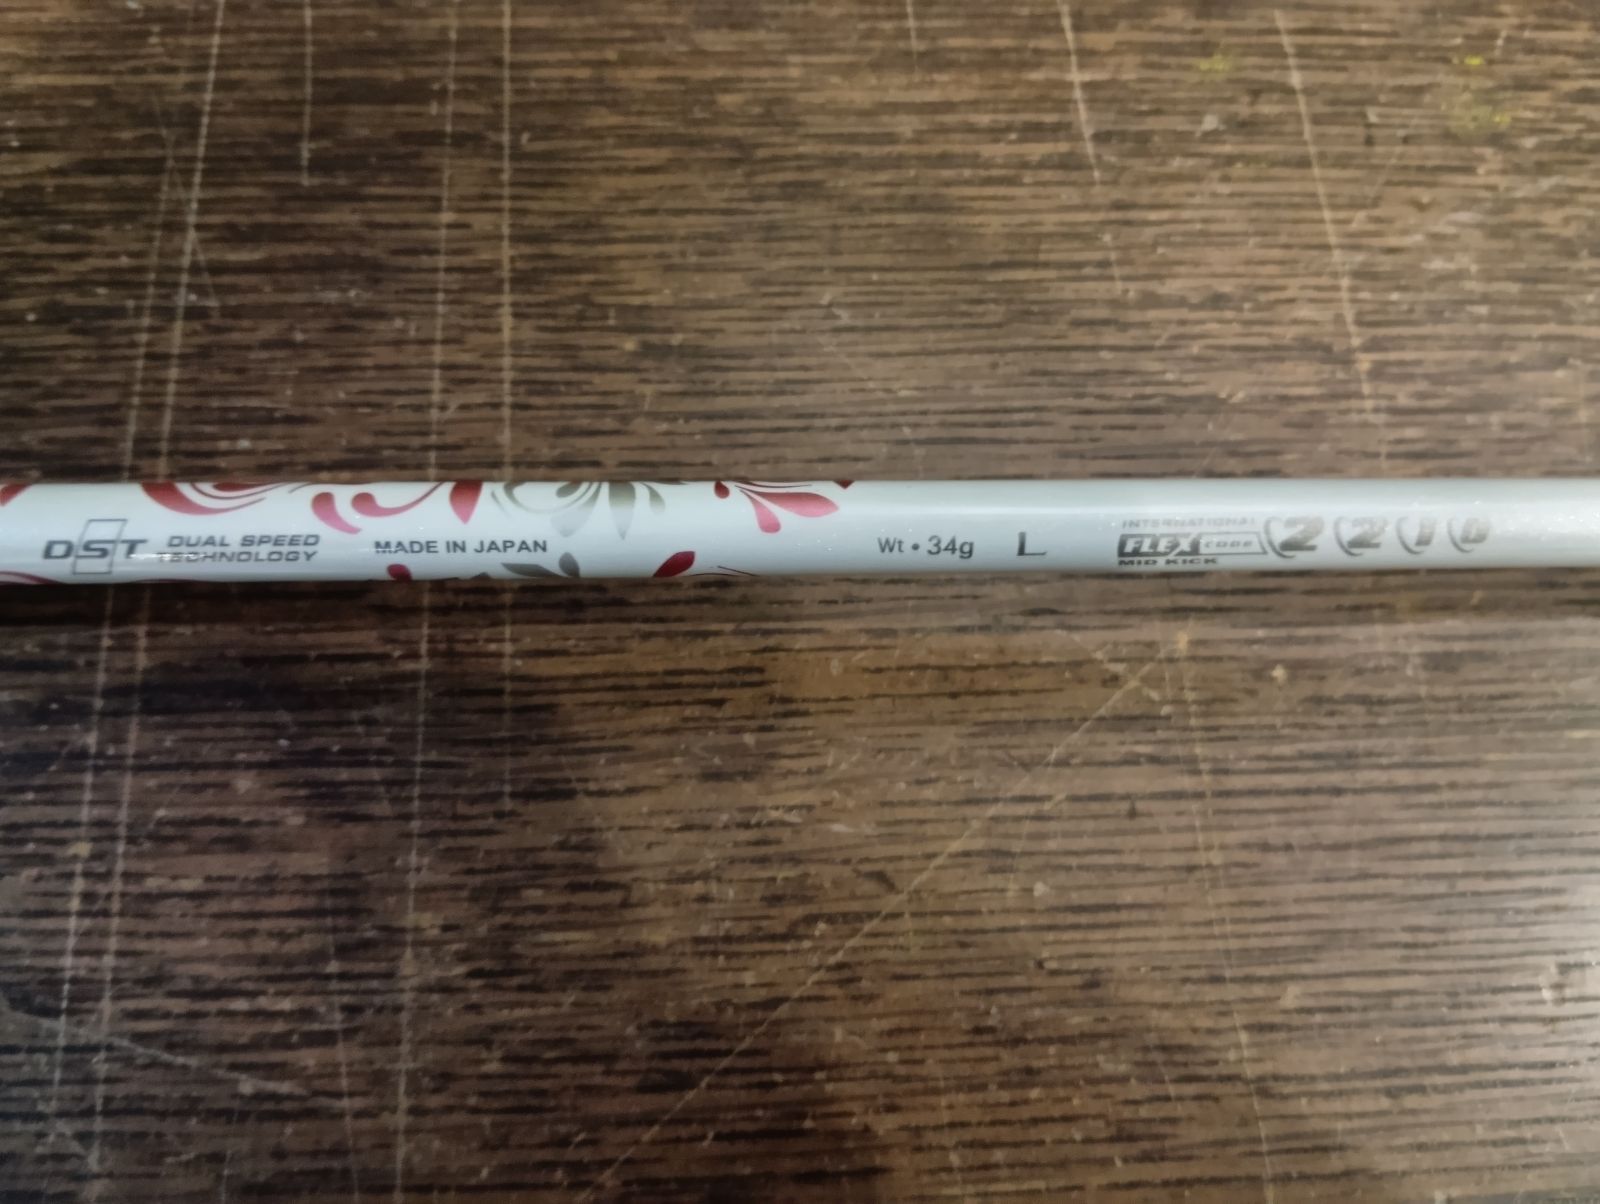 DST DUAL SPEED
TECHNOLOGY
MADE IN JAPAN
Wt • 34g
L
INTERNATIONAL
FLEX CODE
MID KICK
2 2 1 0